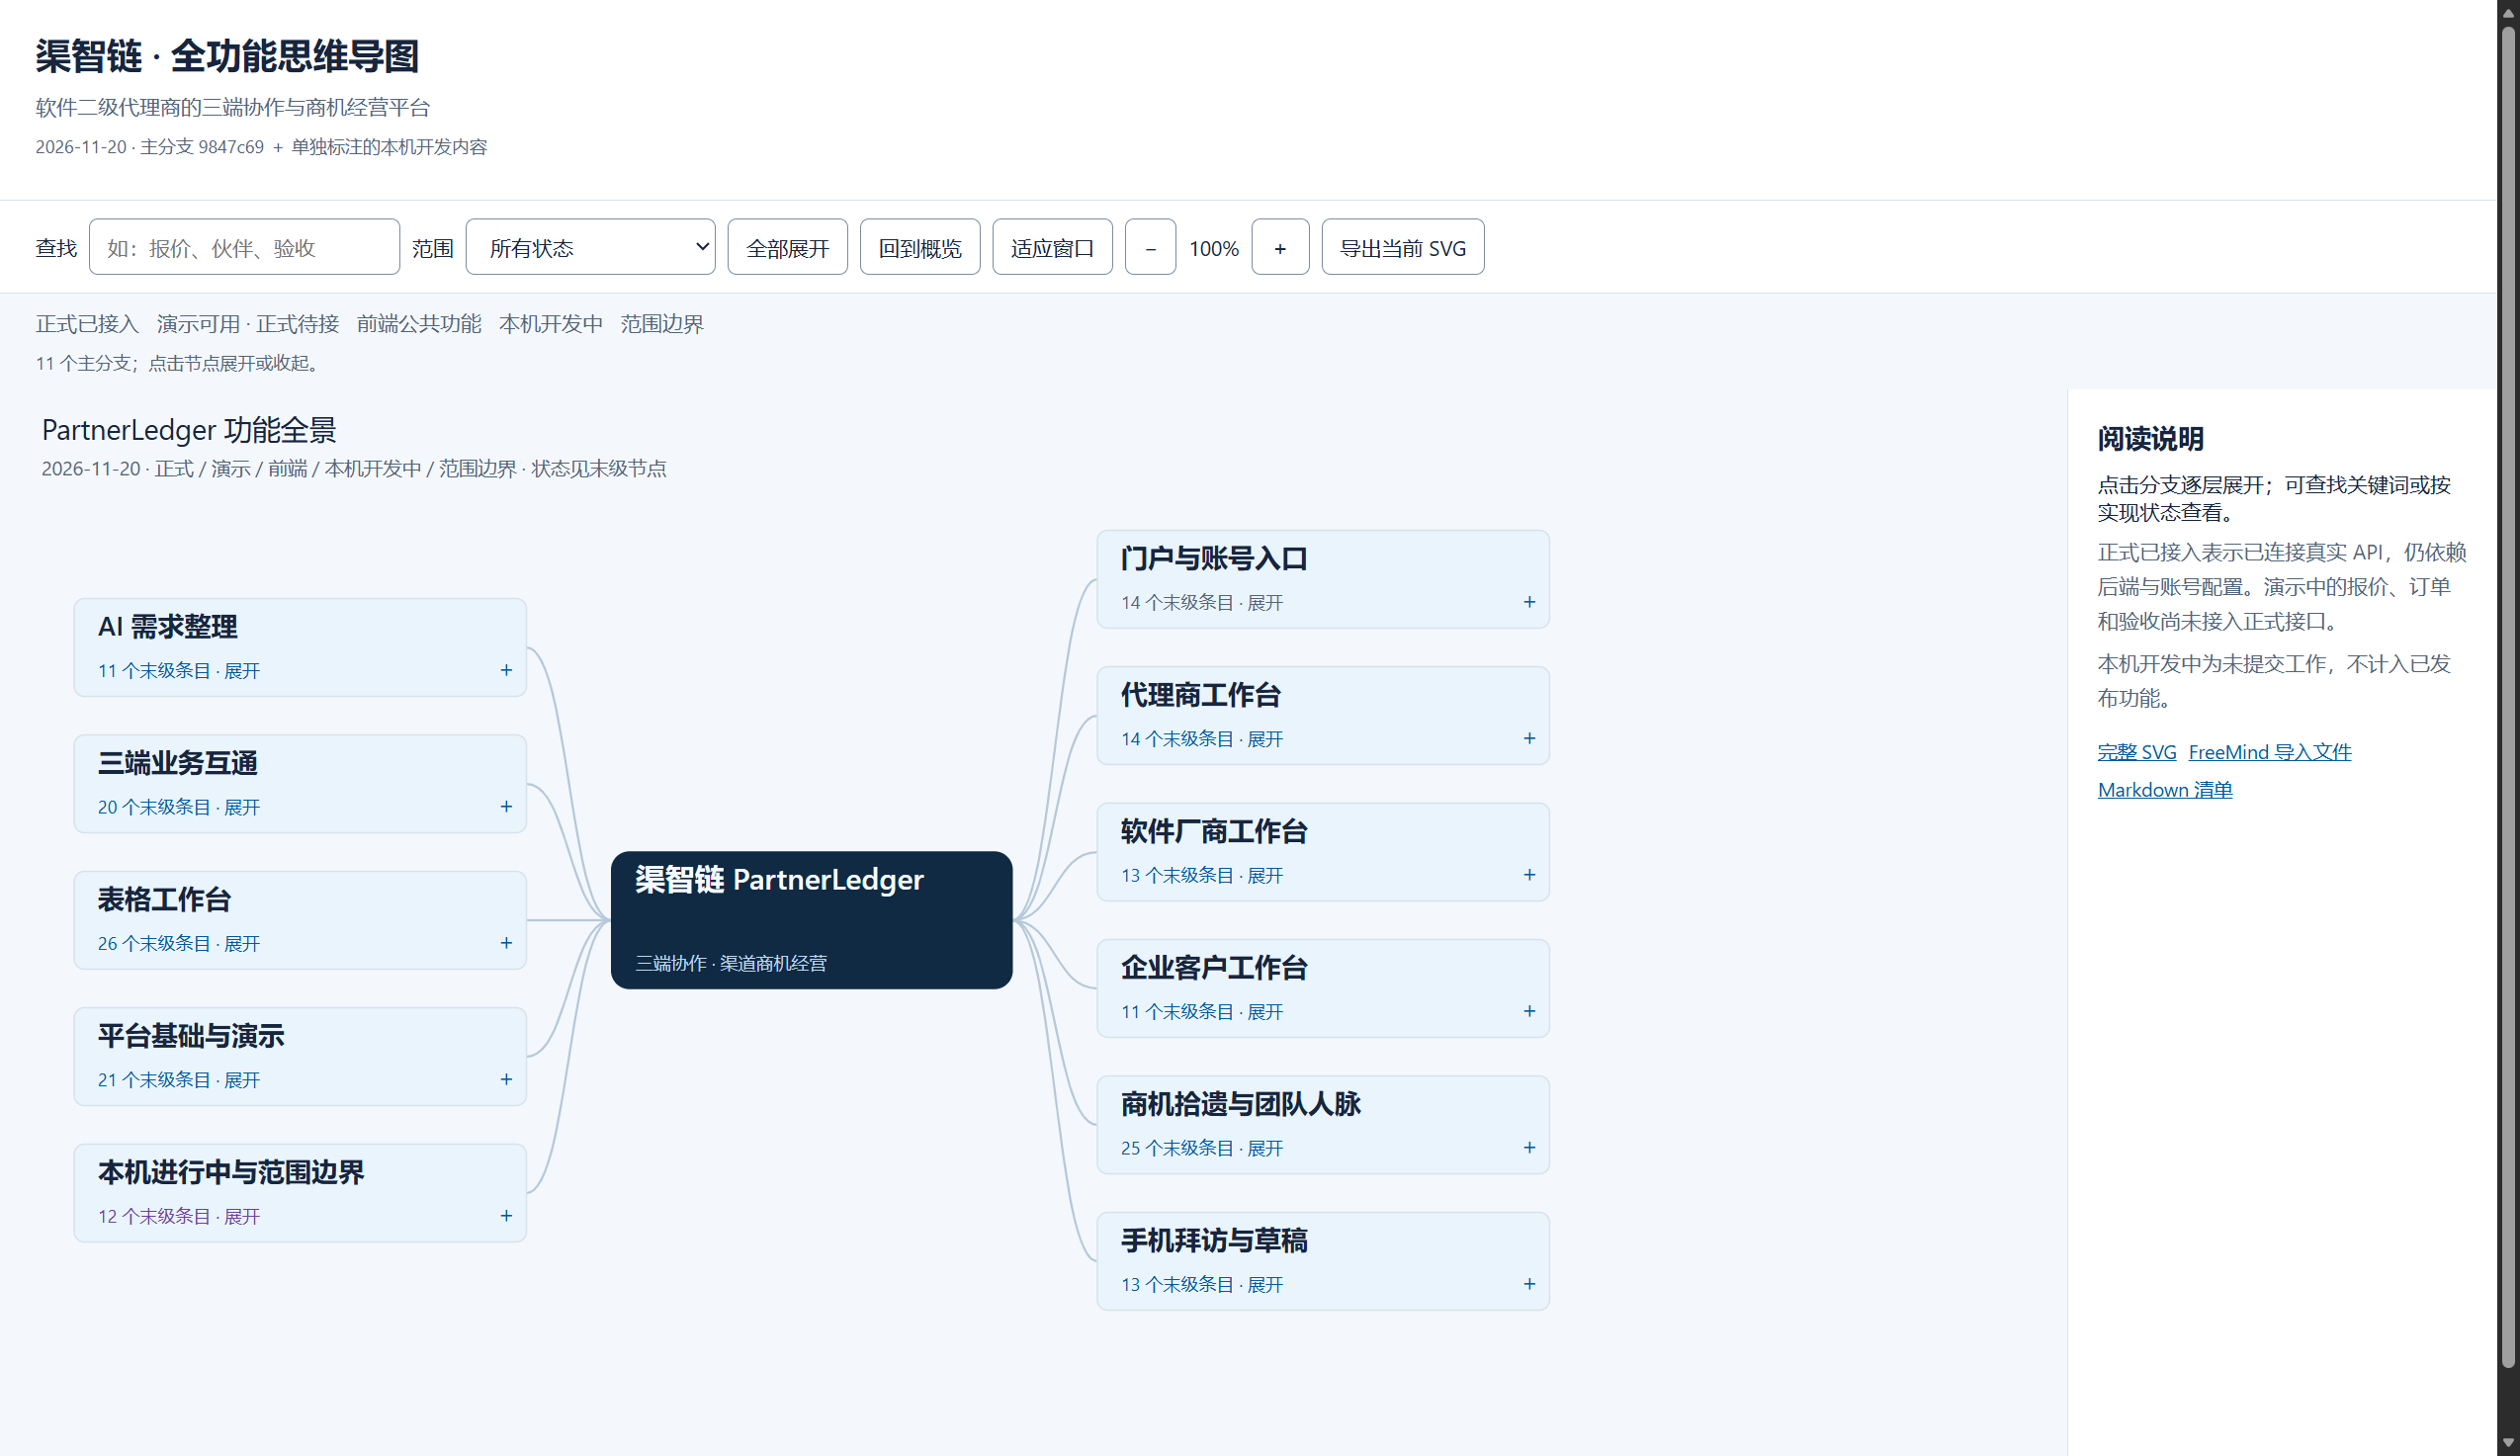 渠智链 · 全功能思维导图
软件二级代理商的三端协作与商机经营平台
2026-11-20 · 主分支 9847c69 + 单独标注的本机开发内容
查找 如：报价、伙伴、验收 范围 所有状态 全部展开 回到概览 适应窗口 − 100% + 导出当前 SVG
正式已接入 演示可用 · 正式待接 前端公共功能 本机开发中 范围边界
11 个主分支；点击节点展开或收起。
PartnerLedger 功能全景
2026-11-20 · 正式 / 演示 / 前端 / 本机开发中 / 范围边界 · 状态见末级节点
AI 需求整理
11 个末级条目 · 展开 +
三端业务互通
20 个末级条目 · 展开 +
表格工作台
26 个末级条目 · 展开 +
平台基础与演示
21 个末级条目 · 展开 +
本机进行中与范围边界
12 个末级条目 · 展开 +
渠智链 PartnerLedger
三端协作 · 渠道商机经营
门户与账号入口
14 个末级条目 · 展开 +
代理商工作台
14 个末级条目 · 展开 +
软件厂商工作台
13 个末级条目 · 展开 +
企业客户工作台
11 个末级条目 · 展开 +
商机拾遗与团队人脉
25 个末级条目 · 展开 +
手机拜访与草稿
13 个末级条目 · 展开 +
阅读说明
点击分支逐层展开；可查找关键词或按
实现状态查看。
正式已接入表示已连接真实 API，仍依赖
后端与账号配置。演示中的报价、订单
和验收尚未接入正式接口。
本机开发中为未提交工作，不计入已发
布功能。
完整 SVG FreeMind 导入文件
Markdown 清单